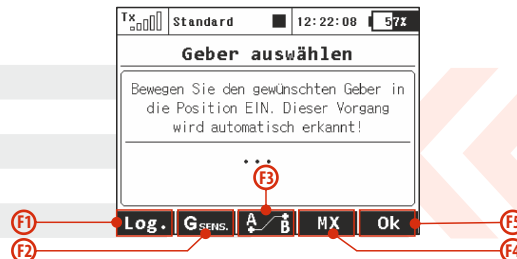 Tx Standard 12:22:08 57%
Geber auswählen
Bewegen Sie den gewünschten Geber in
die Position EIN. Dieser Vorgang
wird automatisch erkannt!
...
F3
F1 Log. G SENS. A B MX Ok F5
F2 F4